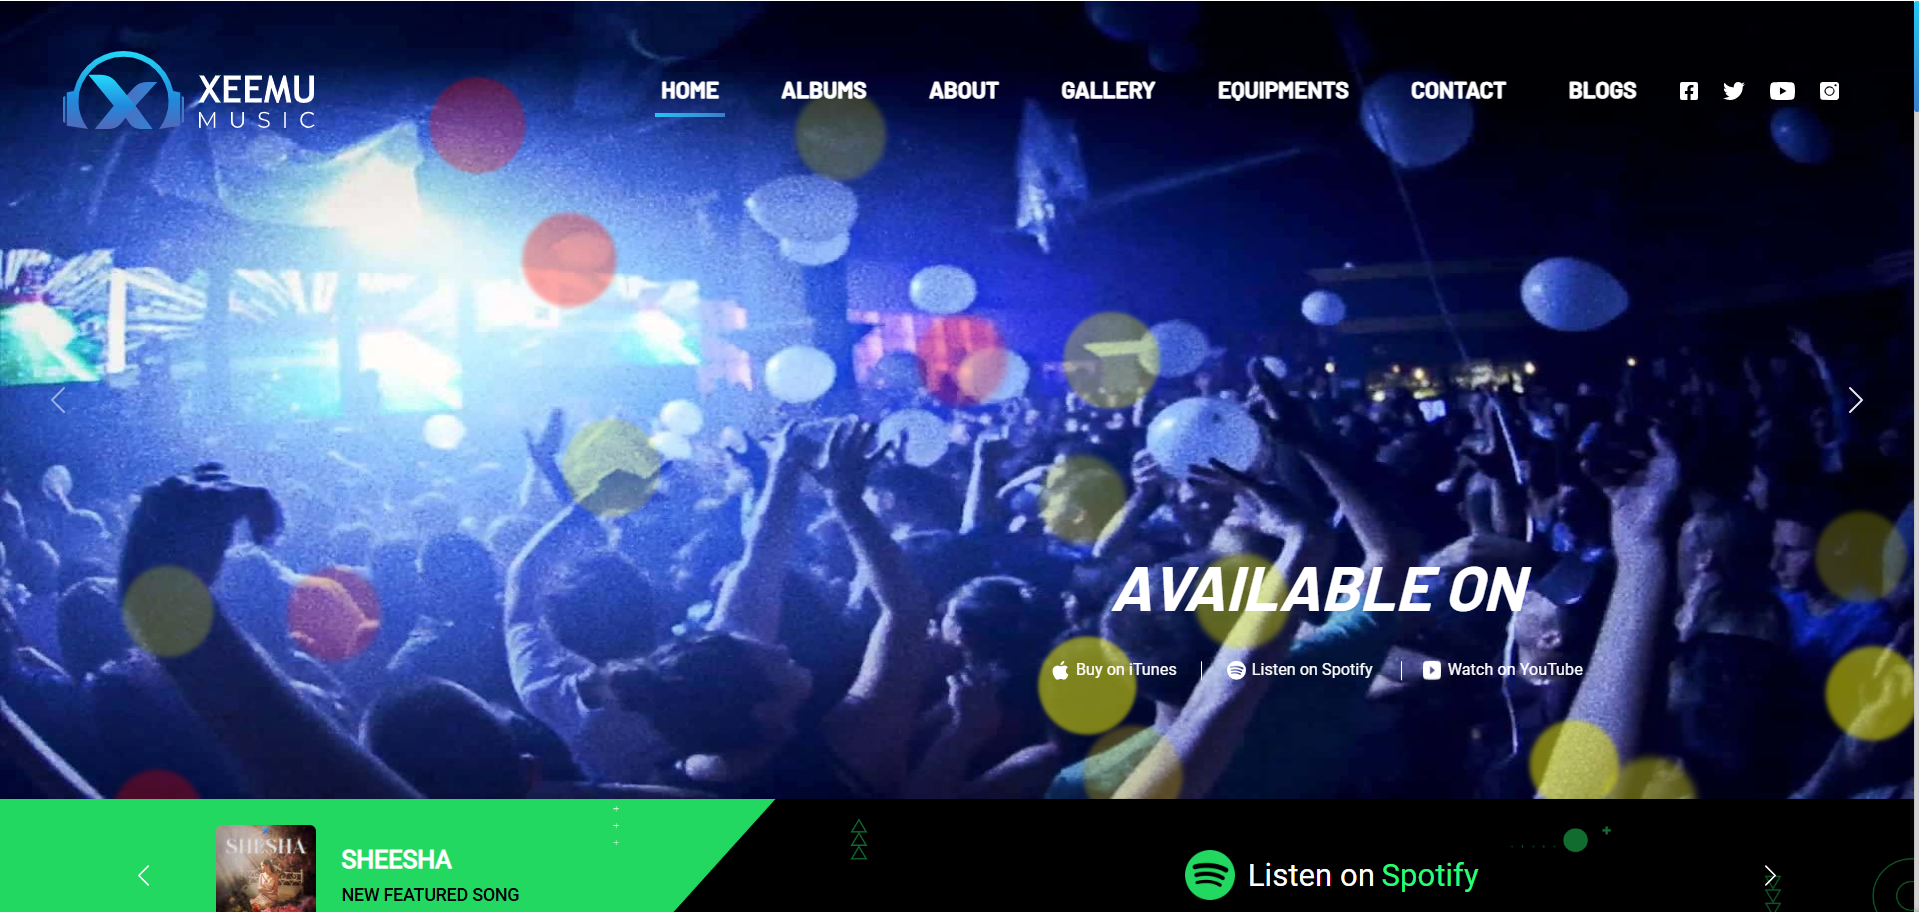 XEEMU
MUSIC
HOME ALBUMS ABOUT GALLERY EQUIPMENTS CONTACT BLOGS
AVAILABLE ON
Buy on iTunes | Listen on Spotify | Watch on YouTube
SHEESHA
SHEESHA
NEW FEATURED SONG
Listen on Spotify